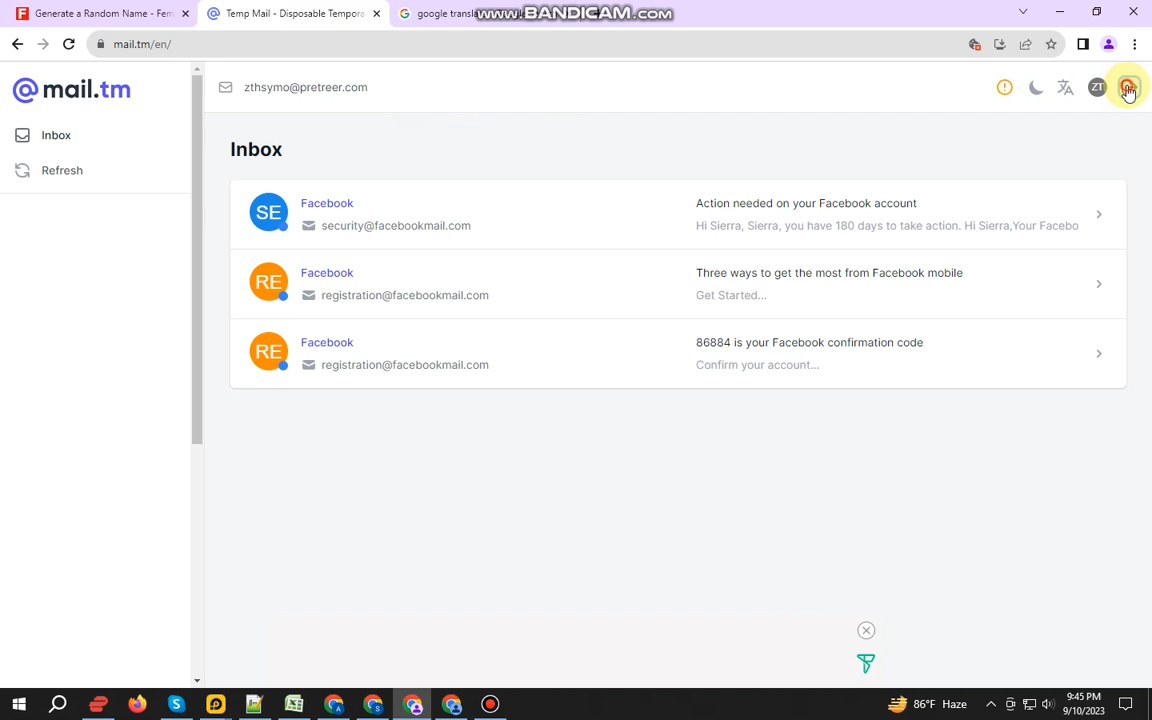 Generate a Random Name - Fem
Temp Mail - Disposable Tempora
google transla
www.BANDICAM.com
mail.tm/en/
@mail.tm
zthsymo@pretreer.com
ZT
Inbox
Refresh
Inbox
SE
Facebook
security@facebookmail.com
Action needed on your Facebook account
Hi Sierra, Sierra, you have 180 days to take action. Hi Sierra,Your Facebo
RE
Facebook
registration@facebookmail.com
Three ways to get the most from Facebook mobile
Get Started...
RE
Facebook
registration@facebookmail.com
86884 is your Facebook confirmation code
Confirm your account...
86°F Haze
9:45 PM
9/10/2023